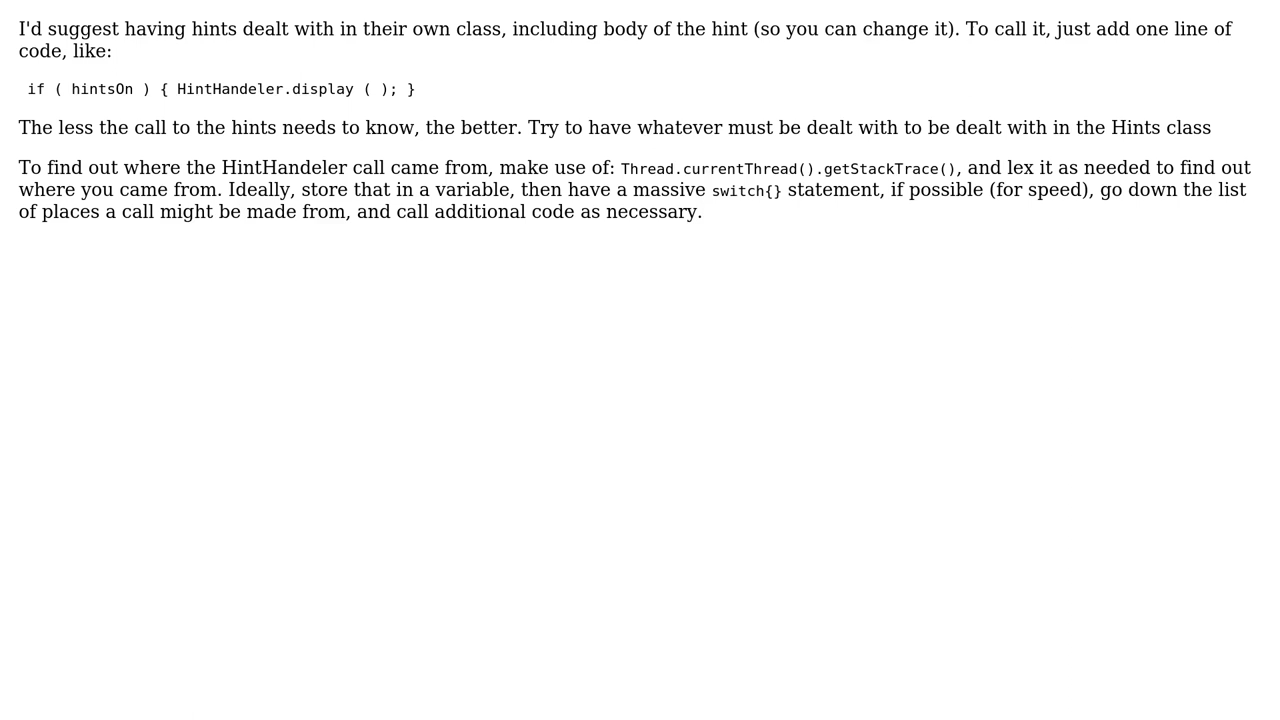 I'd suggest having hints dealt with in their own class, including body of the hint (so you can change it). To call it, just add one line of
code, like:
if ( hintsOn ) { HintHandeler.display ( ); }
The less the call to the hints needs to know, the better. Try to have whatever must be dealt with to be dealt with in the Hints class
To find out where the HintHandeler call came from, make use of: Thread.currentThread().getStackTrace(), and lex it as needed to find out
where you came from. Ideally, store that in a variable, then have a massive switch{} statement, if possible (for speed), go down the list
of places a call might be made from, and call additional code as necessary.